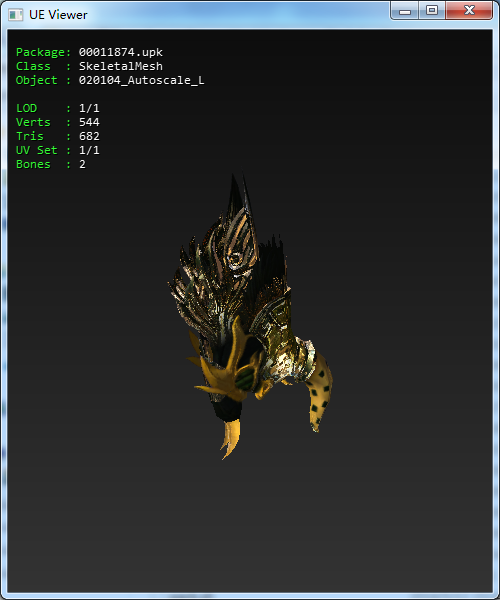 UE Viewer
Package: 00011874.upk
Class : SkeletalMesh
Object : 020104_Autoscale_L
LOD : 1/1
Verts : 544
Tris : 682
UV Set : 1/1
Bones : 2